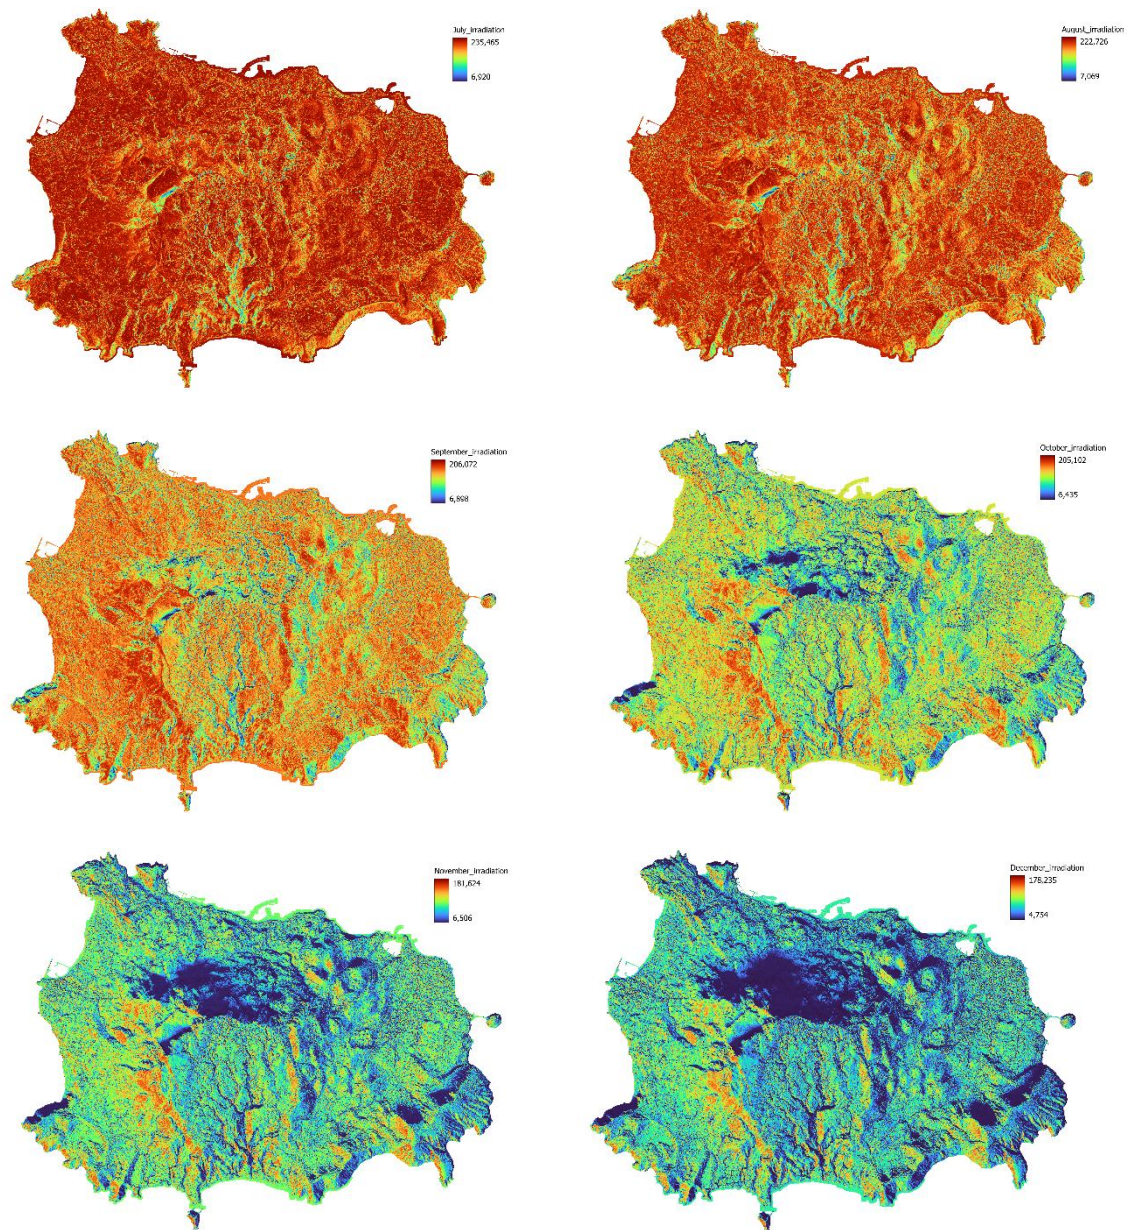 July_irradiation
235,465
6,920
August_irradiation
222,726
7,069
September_irradiation
206,072
6,898
October_irradiation
205,102
6,435
November_irradiation
181,624
6,506
December_irradiation
178,235
4,754